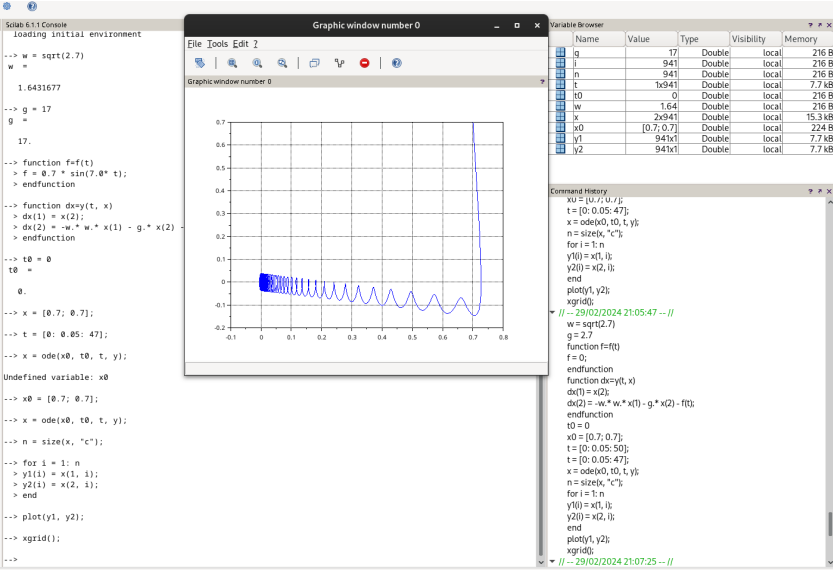 Scilab 6.1.1 Console
loading initial environment
--> w = sqrt(2.7)
w =
1.6431677
--> g = 17
g =
17.
--> function f=f(t)
> f = 0.7 * sin(7.0* t);
> endfunction
--> function dx=y(t, x)
> dx(1) = x(2);
> dx(2) = -w.* w.* x(1) - g.* x(2) -
> endfunction
--> t0 = 0
t0 =
0.
--> x = [0.7; 0.7];
--> t = [0: 0.05: 47];
--> x = ode(x0, t0, t, y);
Undefined variable: x0
--> x0 = [0.7; 0.7];
--> x = ode(x0, t0, t, y);
--> n = size(x, "c");
--> for i = 1: n
> y1(i) = x(1, i);
> y2(i) = x(2, i);
> end
--> plot(y1, y2);
--> xgrid();
-->
Graphic window number 0
File Tools Edit ?
Graphic window number 0 ?
0.7
0.6
0.5
0.4
0.3
0.2
0.1
0
-0.1
-0.2
-0.1 0 0.1 0.2 0.3 0.4 0.5 0.6 0.7 0.8
Variable Browser ? ↗ X
Name Value Type Visibility Memory
g 17 Double local 216 B
i 941 Double local 216 B
n 941 Double local 216 B
t 1x941 Double local 7.7 kB
t0 0 Double local 216 B
w 1.64 Double local 216 B
x 2x941 Double local 15.3 kB
x0 [0.7; 0.7] Double local 224 B
y1 941x1 Double local 7.7 kB
y2 941x1 Double local 7.7 kB
Command History ? ↗ X
x0 = [0.7; 0.7];
t = [0: 0.05: 47];
x = ode(x0, t0, t, y);
n = size(x, "c");
for i = 1: n
y1(i) = x(1, i);
y2(i) = x(2, i);
end
plot(y1, y2);
xgrid();
// -- 29/02/2024 21:05:47 -- //
w = sqrt(2.7)
g = 2.7
function f=f(t)
f = 0;
endfunction
function dx=y(t, x)
dx(1) = x(2);
dx(2) = -w.* w.* x(1) - g.* x(2) - f(t);
endfunction
t0 = 0
x0 = [0.7; 0.7];
t = [0: 0.05: 50];
t = [0: 0.05: 47];
x = ode(x0, t0, t, y);
n = size(x, "c");
for i = 1: n
y1(i) = x(1, i);
y2(i) = x(2, i);
end
plot(y1, y2);
xgrid();
// -- 29/02/2024 21:07:25 -- //